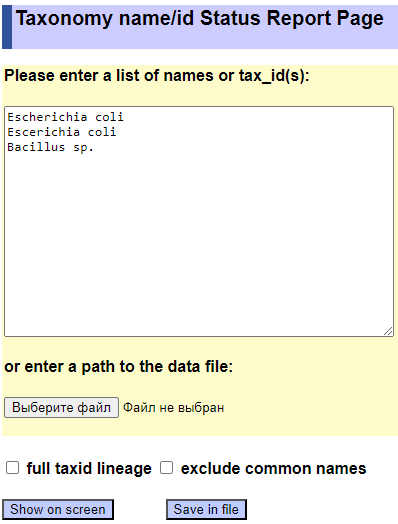 Taxonomy name/id Status Report Page
Please enter a list of names or tax_id(s):
Escherichia coli
Escerichia coli
Bacillus sp.
or enter a path to the data file:
Выберите файл Файл не выбран
full taxid lineage exclude common names
Show on screen Save in file